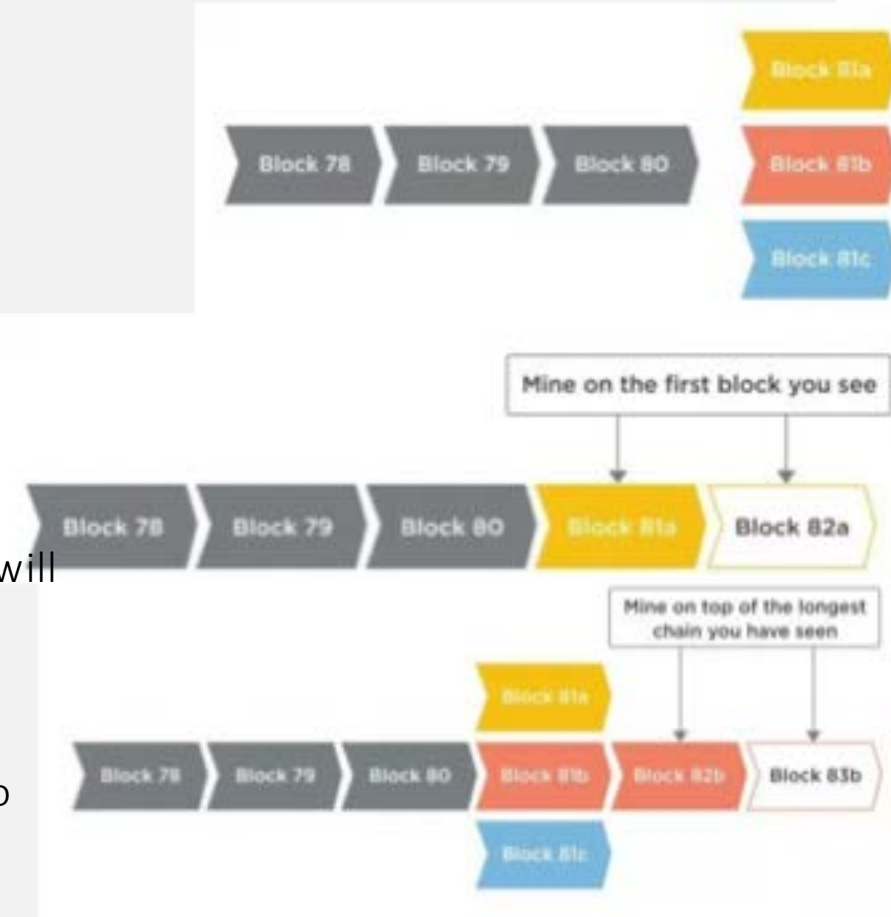 Block 81a
Block 78 Block 79 Block 80 Block 81b
Block 81c
Mine on the first block you see
Block 78 Block 79 Block 80 Block 81a Block 82a
will
Mine on top of the longest
chain you have seen
Block 81a
Block 78 Block 79 Block 80 Block 81b Block 82b Block 83b
Block 81c